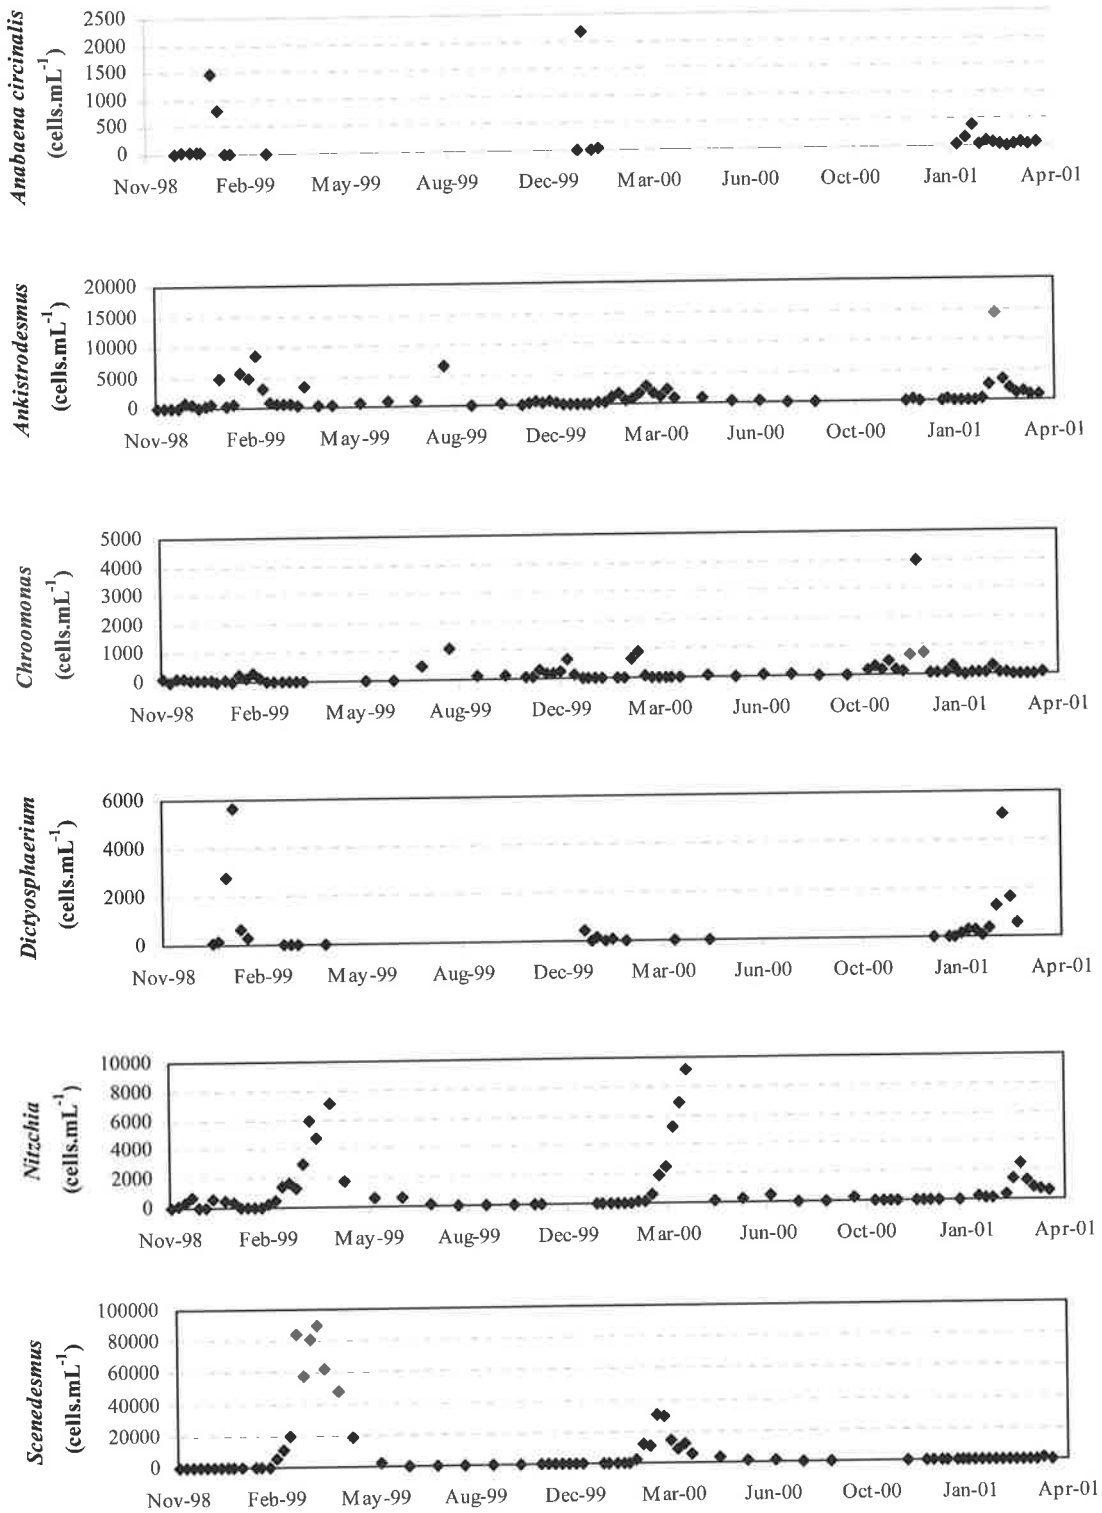 Anabaena circinalis
(cells.mL-1)
2500
2000
1500
1000
500
0
Nov-98 Feb-99 May-99 Aug-99 Dec-99 Mar-00 Jun-00 Oct-00 Jan-01 Apr-01
Ankistrodesmus
(cells.mL-1)
20000
15000
10000
5000
0
Nov-98 Feb-99 May-99 Aug-99 Dec-99 Mar-00 Jun-00 Oct-00 Jan-01 Apr-01
Chroomonas
(cells.mL-1)
5000
4000
3000
2000
1000
0
Nov-98 Feb-99 May-99 Aug-99 Dec-99 Mar-00 Jun-00 Oct-00 Jan-01 Apr-01
Dictyosphaerium
(cells.mL-1)
6000
4000
2000
0
Nov-98 Feb-99 May-99 Aug-99 Dec-99 Mar-00 Jun-00 Oct-00 Jan-01 Apr-01
Nitzchia
(cells.mL-1)
10000
8000
6000
4000
2000
0
Nov-98 Feb-99 May-99 Aug-99 Dec-99 Mar-00 Jun-00 Oct-00 Jan-01 Apr-01
Scenedesmus
(cells.mL-1)
100000
80000
60000
40000
20000
0
Nov-98 Feb-99 May-99 Aug-99 Dec-99 Mar-00 Jun-00 Oct-00 Jan-01 Apr-01